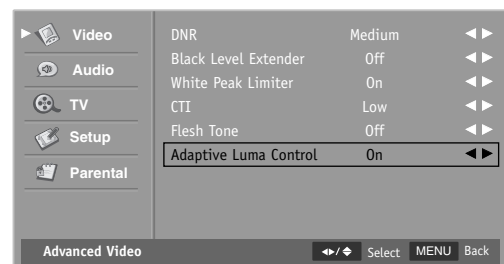 Video
Audio
TV
Setup
Parental
DNR Medium
Black Level Extender Off
White Peak Limiter On
CTI Low
Flesh Tone Off
Adaptive Luma Control On
Advanced Video
Select MENU Back